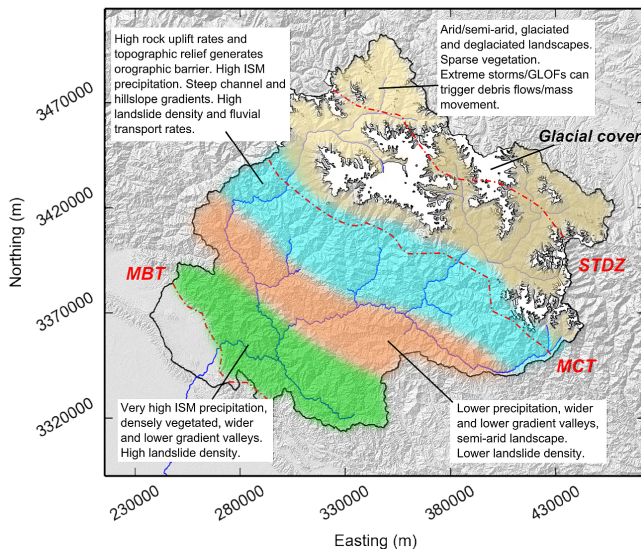 High rock uplift rates and
topographic relief generates
orographic barrier. High ISM
precipitation. Steep channel and
hillslope gradients. High
landslide density and fluvial
transport rates.
Arid/semi-arid, glaciated
and deglaciated landscapes.
Sparse vegetation.
Extreme storms/GLOFs can
trigger debris flows/mass
movement.
Glacial cover
STDZ
MBT
MCT
Very high ISM precipitation,
densely vegetated, wider
and lower gradient valleys.
High landslide density.
Lower precipitation, wider
and lower gradient valleys,
semi-arid landscape.
Lower landslide density.
Northing (m)
3470000
3420000
3370000
3320000
230000
280000
330000
380000
430000
Easting (m)